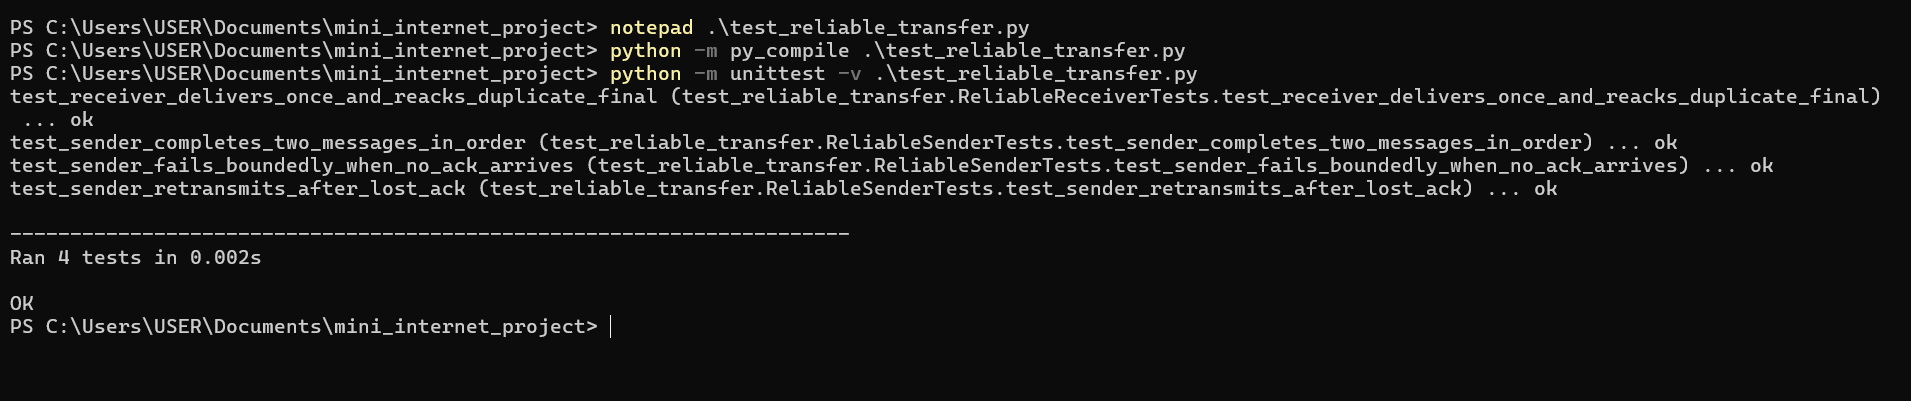 PS C:\Users\USER\Documents\mini_internet_project> notepad .\test_reliable_transfer.py
PS C:\Users\USER\Documents\mini_internet_project> python -m py_compile .\test_reliable_transfer.py
PS C:\Users\USER\Documents\mini_internet_project> python -m unittest -v .\test_reliable_transfer.py
test_receiver_delivers_once_and_reacks_duplicate_final (test_reliable_transfer.ReliableReceiverTests.test_receiver_delivers_once_and_reacks_duplicate_final)
 ... ok
test_sender_completes_two_messages_in_order (test_reliable_transfer.ReliableSenderTests.test_sender_completes_two_messages_in_order) ... ok
test_sender_fails_boundedly_when_no_ack_arrives (test_reliable_transfer.ReliableSenderTests.test_sender_fails_boundedly_when_no_ack_arrives) ... ok
test_sender_retransmits_after_lost_ack (test_reliable_transfer.ReliableSenderTests.test_sender_retransmits_after_lost_ack) ... ok
----------------------------------------------------------------------
Ran 4 tests in 0.002s
OK
PS C:\Users\USER\Documents\mini_internet_project>